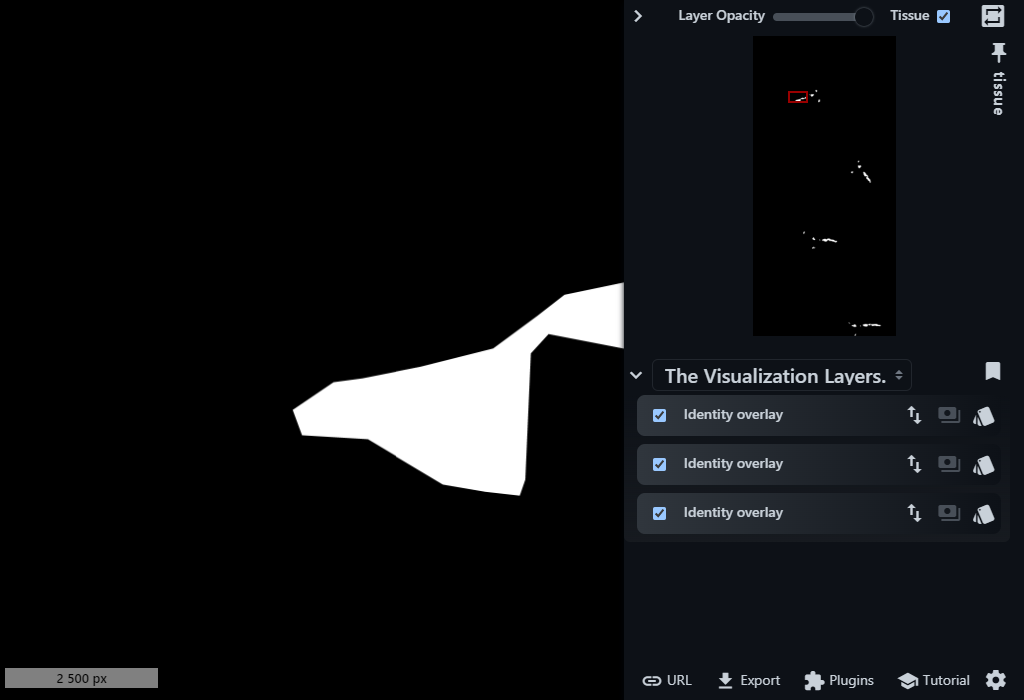 Layer Opacity
Tissue
tissue
The Visualization Layers.
Identity overlay
Identity overlay
Identity overlay
2 500 px
URL Export Plugins Tutorial